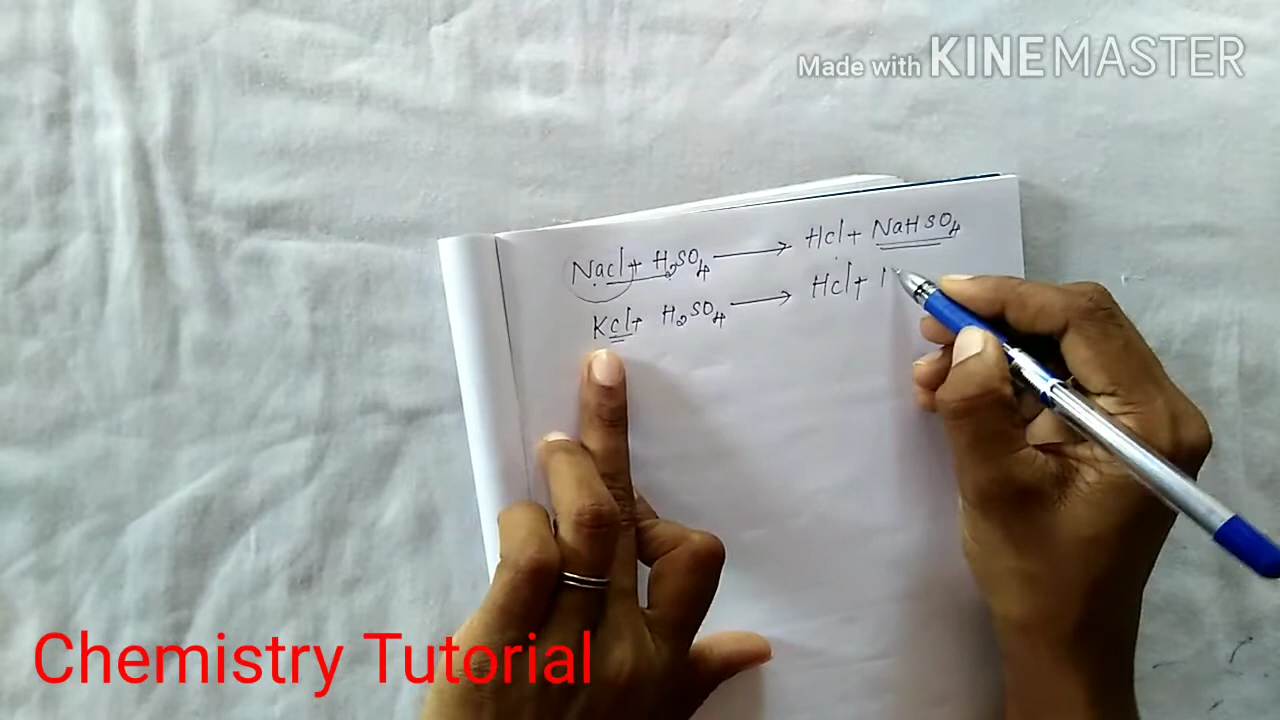 Made with KINEMASTER
Nacl + H₂SO₄ ⟶ Hcl + NaHSO₄
Kcl + H₂SO₄ ⟶ Hcl +
Chemistry Tutorial